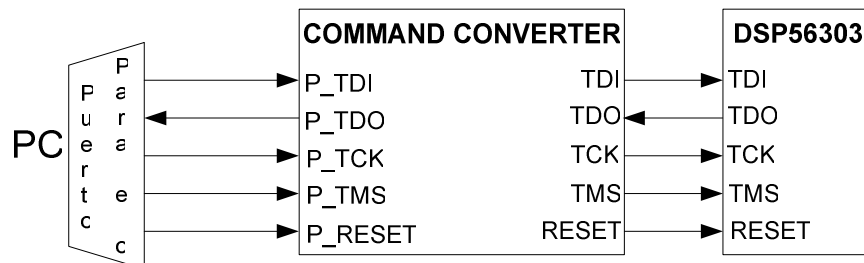 PC
Puerto
Para e o
COMMAND CONVERTER
P_TDI TDI
P_TDO TDO
P_TCK TCK
P_TMS TMS
P_RESET RESET
DSP56303
TDI
TDO
TCK
TMS
RESET